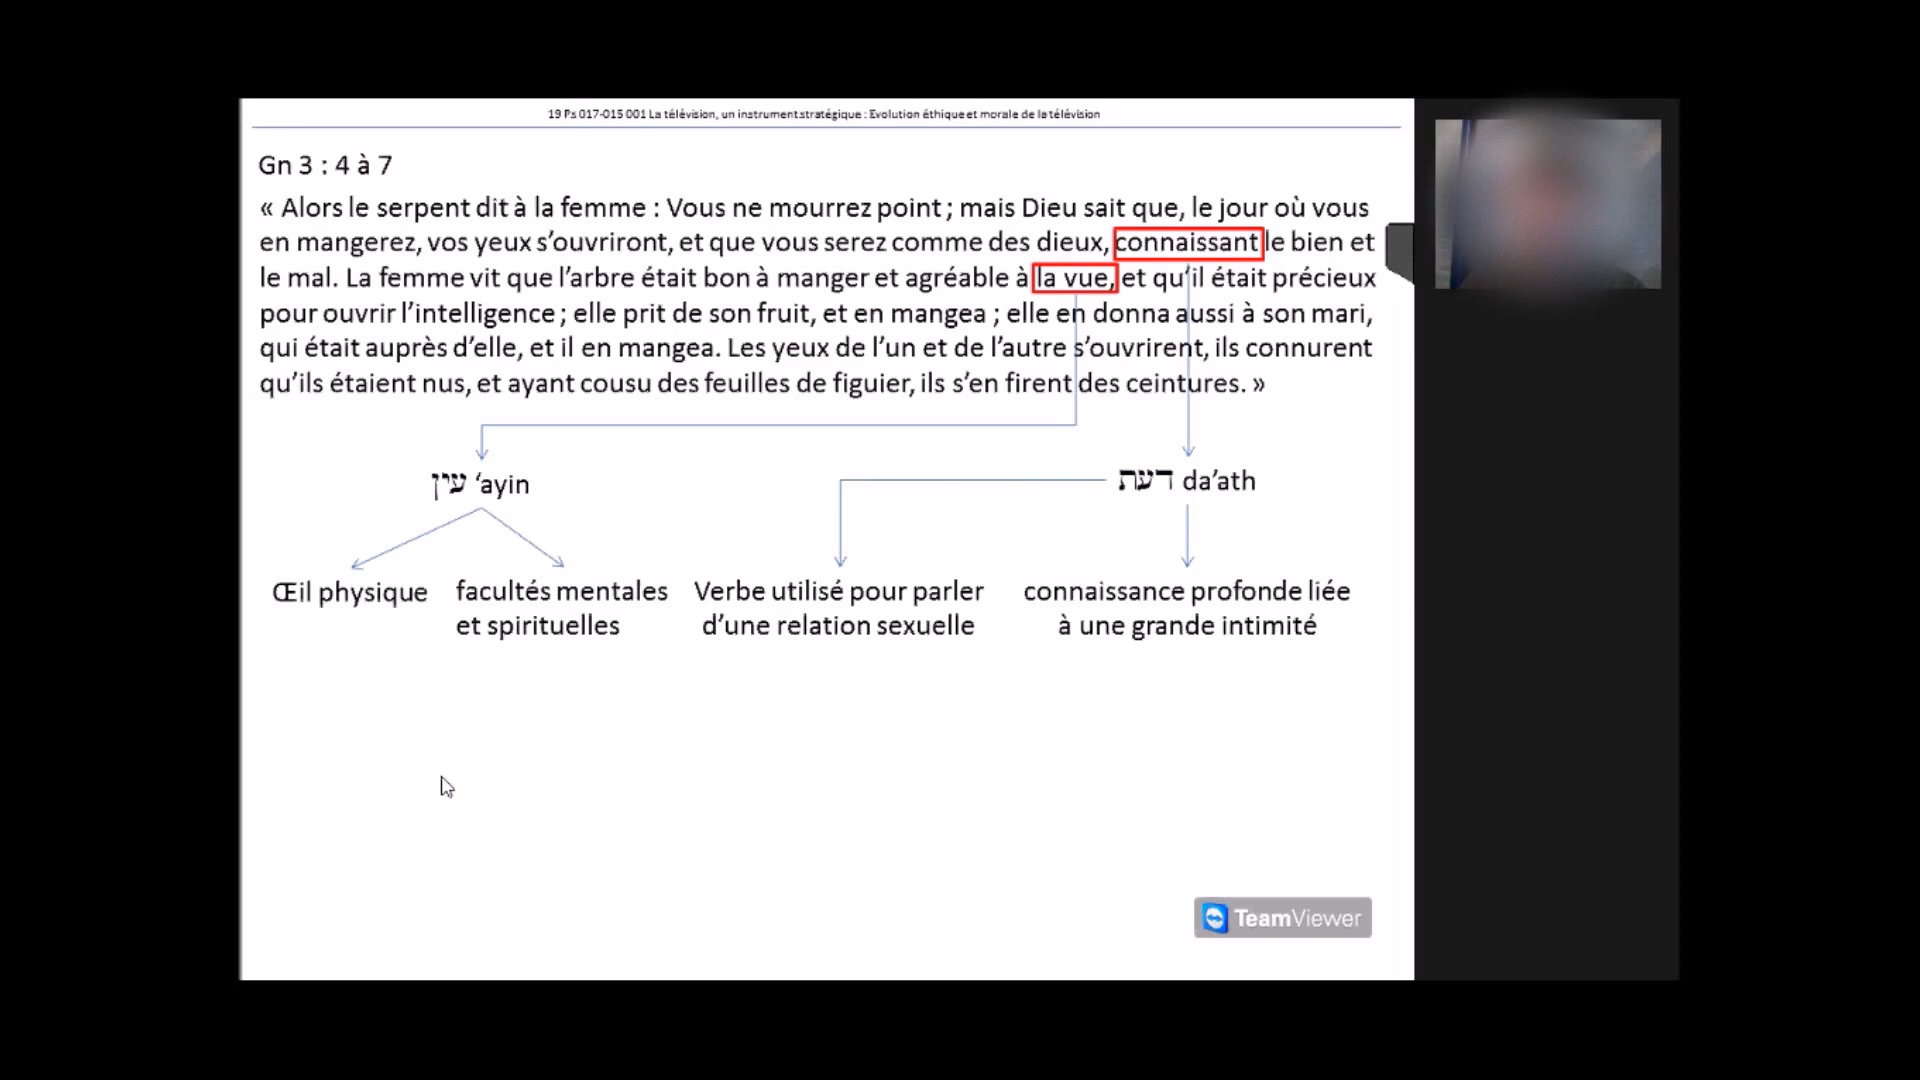 19 Ps 017-015 001 La télévision, un instrument stratégique : Evolution éthique et morale de la télévision
Gn 3 : 4 à 7
« Alors le serpent dit à la femme : Vous ne mourrez point ; mais Dieu sait que, le jour où vous
en mangerez, vos yeux s’ouvriront, et que vous serez comme des dieux, connaissant le bien et
le mal. La femme vit que l’arbre était bon à manger et agréable à la vue, et qu’il était précieux
pour ouvrir l’intelligence ; elle prit de son fruit, et en mangea ; elle en donna aussi à son mari,
qui était auprès d’elle, et il en mangea. Les yeux de l’un et de l’autre s’ouvrirent, ils connurent
qu’ils étaient nus, et ayant cousu des feuilles de figuier, ils s’en firent des ceintures. »
עין ‘ayin
דעת da’ath
Œil physique
facultés mentales
et spirituelles
Verbe utilisé pour parler
d’une relation sexuelle
connaissance profonde liée
à une grande intimité
TeamViewer